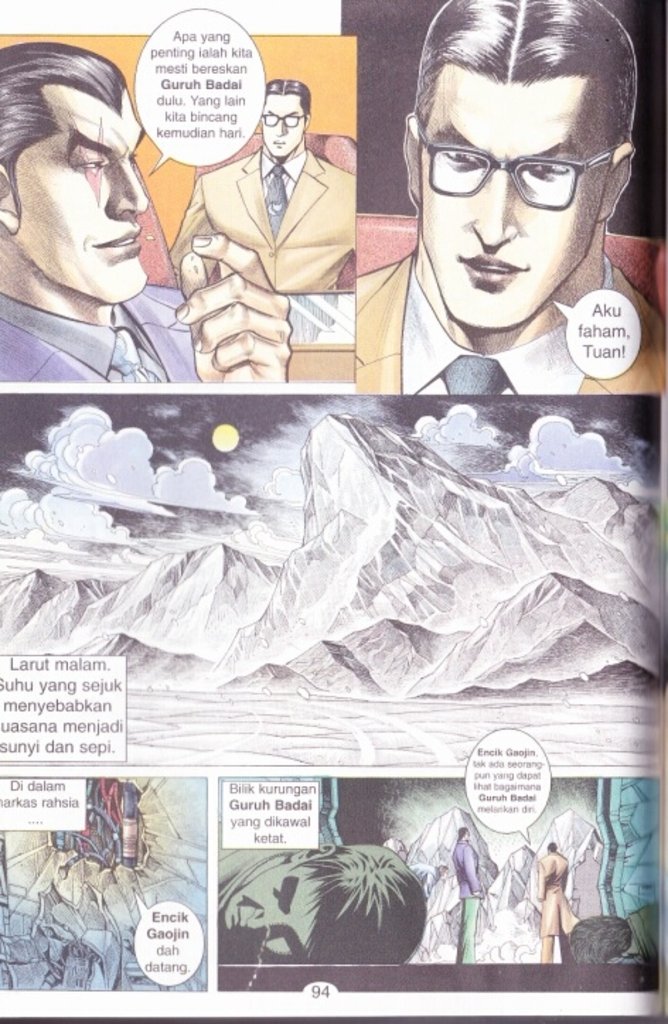 Apa yang
penting ialah kita
mesti bereskan
Guruh Badai
dulu. Yang lain
kita bincang
kemudian hari.
Aku
faham,
Tuan!
Larut malam.
Suhu yang sejuk
menyebabkan
uasana menjadi
sunyi dan sepi.
Di dalam
arkas rahsia
....
Encik
Gaojin
dah
datang.
Bilik kurungan
Guruh Badai
yang dikawal
ketat.
Encik Gaojin,
tak ada seorang-
pun yang dapat
lihat bagaimana
Guruh Badai
melarikan diri.
94